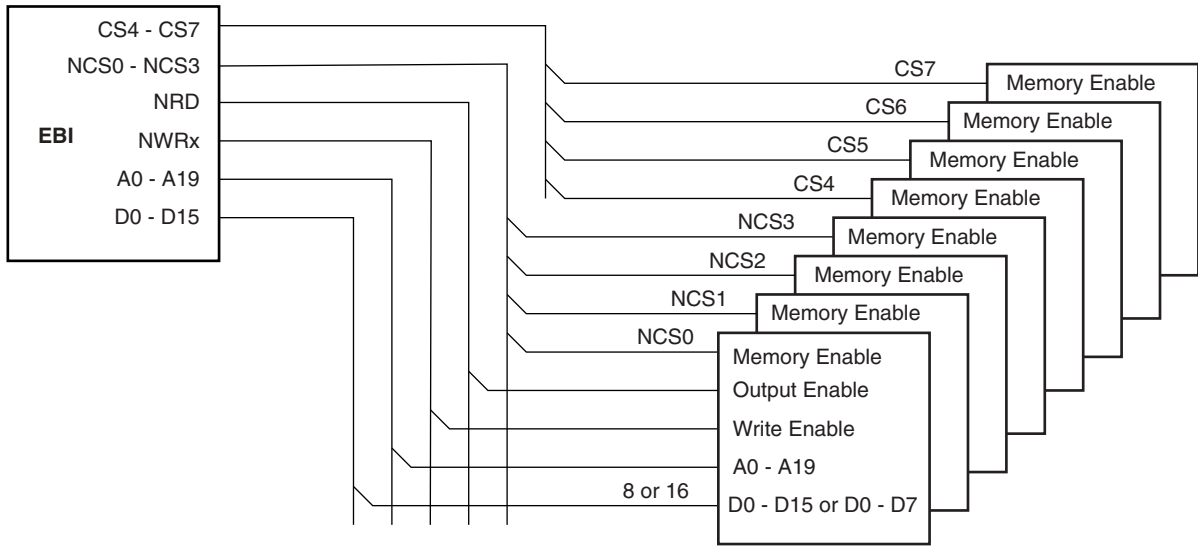 CS4 - CS7
NCS0 - NCS3
NRD
EBI
NWRx
A0 - A19
D0 - D15
CS7
Memory Enable
CS6
Memory Enable
CS5
Memory Enable
CS4
Memory Enable
NCS3
Memory Enable
NCS2
Memory Enable
NCS1
Memory Enable
NCS0
Memory Enable
Output Enable
Write Enable
A0 - A19
8 or 16
D0 - D15 or D0 - D7